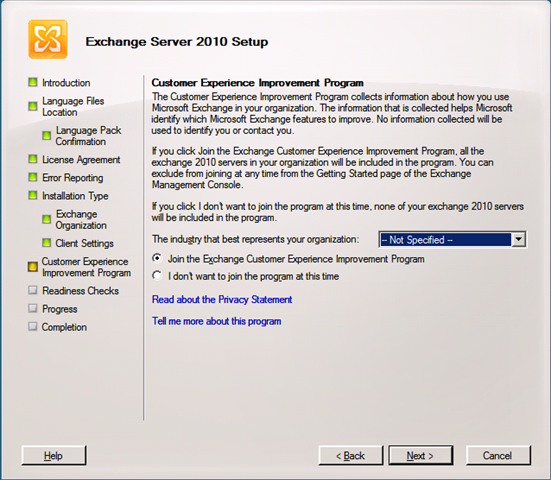 Exchange Server 2010 Setup
Introduction
Language Files
Location
Language Pack
Confirmation
License Agreement
Error Reporting
Installation Type
Exchange
Organization
Client Settings
Customer Experience
Improvement Program
Readiness Checks
Progress
Completion
Customer Experience Improvement Program
The Customer Experience Improvement Program collects information about how you use
Microsoft Exchange in your organization. The information that is collected helps Microsoft
identify which Microsoft Exchange features to improve. No information collected will be
used to identify you or contact you.
If you click Join the Exchange Customer Experience Improvement Program, all the
exchange 2010 servers in your organization will be included in the program. You can
exclude from joining at any time from the Getting Started page of the Exchange
Management Console.
If you click I don't want to join the program at this time, none of your exchange 2010 servers
will be included in the program.
The industry that best represents your organization: -- Not Specified --
Join the Exchange Customer Experience Improvement Program
I don't want to join the program at this time
Read about the Privacy Statement
Tell me more about this program
Help
< Back
Next >
Cancel